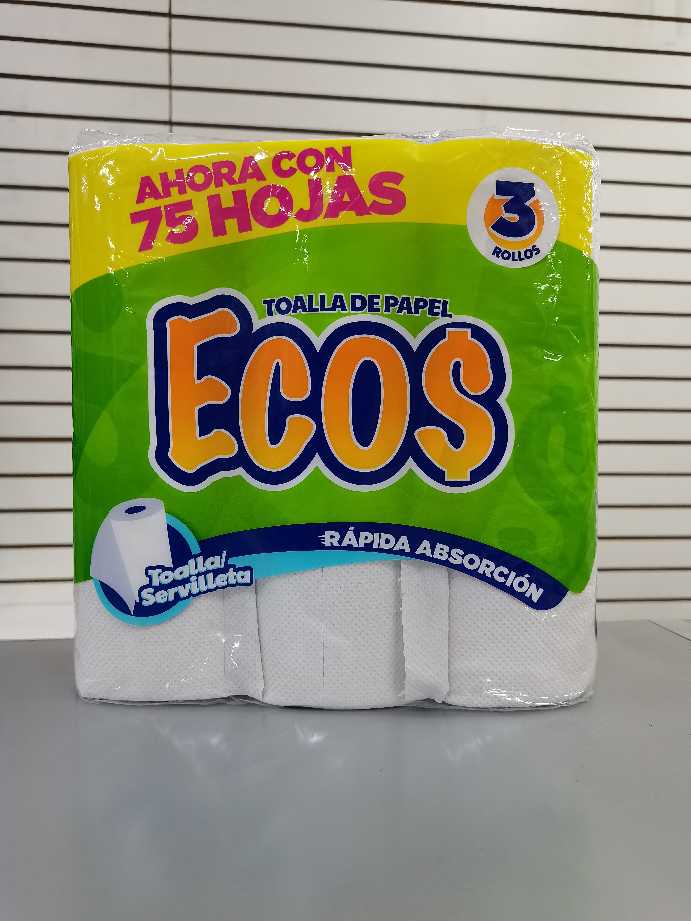 AHORA CON
75 HOJAS
3
ROLLOS
TOALLA DE PAPEL
ECO$
RÁPIDA ABSORCIÓN
Toalla/
Servilleta